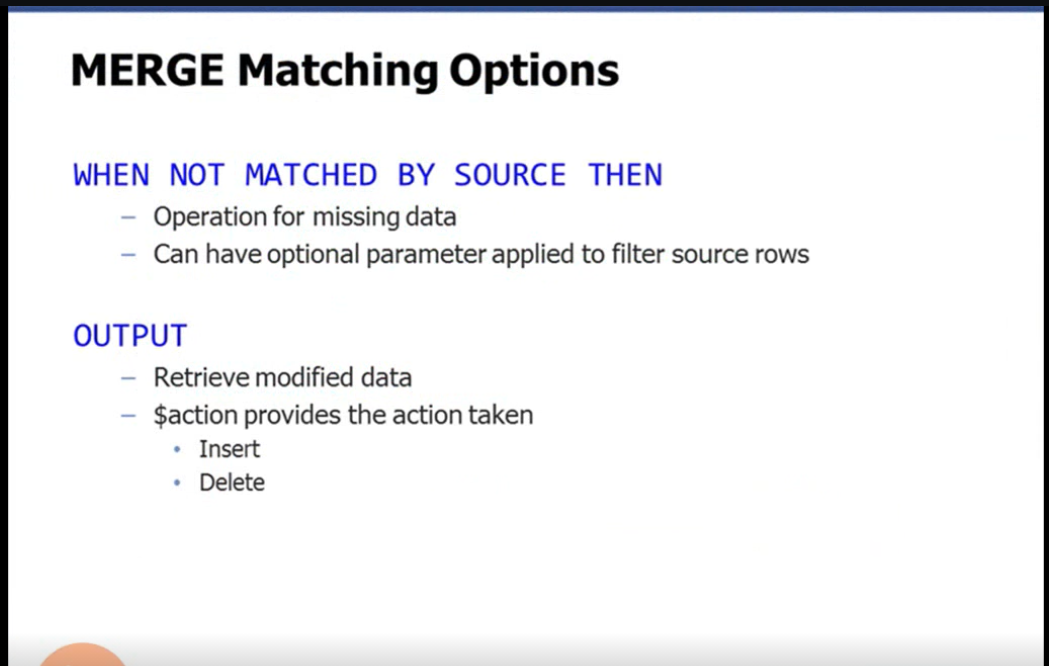 MERGE Matching Options
WHEN NOT MATCHED BY SOURCE THEN
– Operation for missing data
– Can have optional parameter applied to filter source rows
OUTPUT
– Retrieve modified data
– $action provides the action taken
• Insert
• Delete